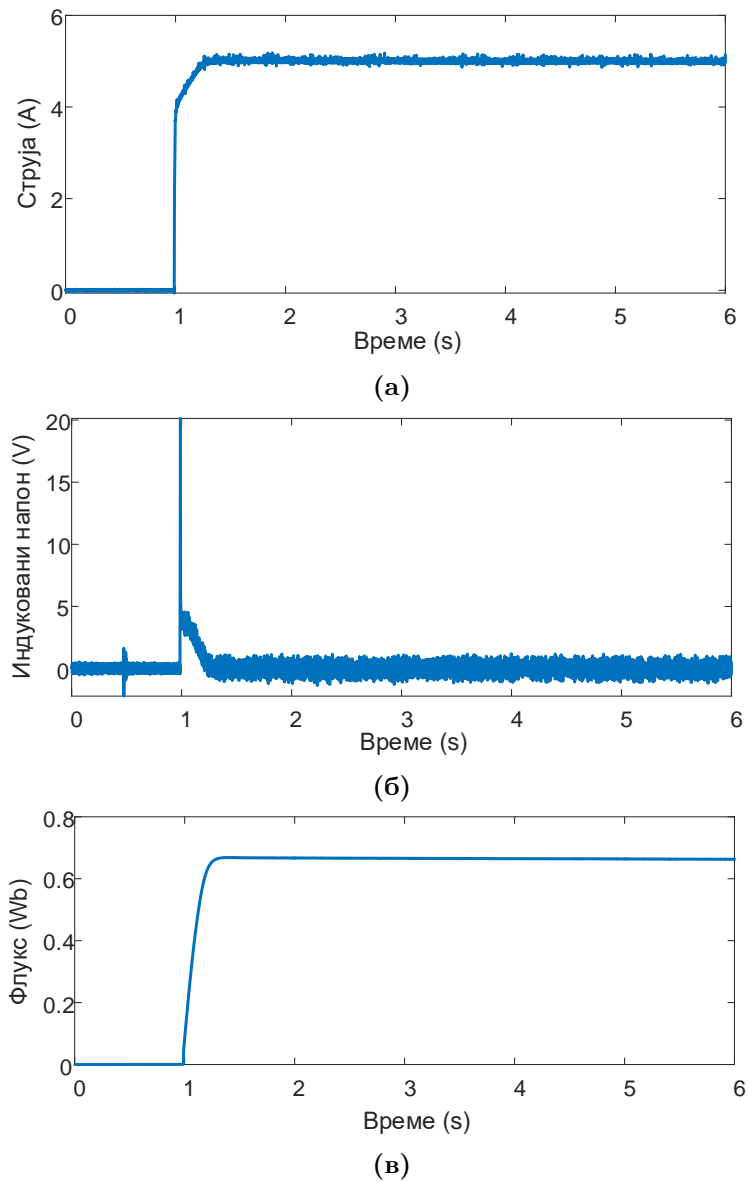 6
4
2
0
Струја (A)
0 1 2 3 4 5 6
Време (s)
(а)
20
15
10
5
0
Индуковани напон (V)
0 1 2 3 4 5 6
Време (s)
(б)
0.8
0.6
0.4
0.2
0
Флукс (Wb)
0 1 2 3 4 5 6
Време (s)
(в)